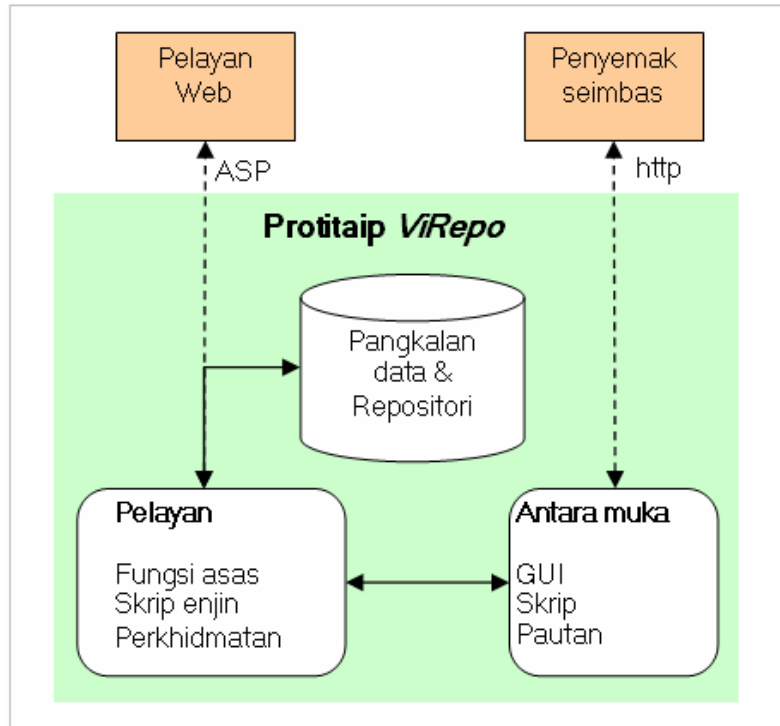 Pelayan
Web
Penyemak
seimbas
ASP
http
Protitaip ViRepo
Pangkalan
data &
Repositori
Pelayan
Fungsi asas
Skrip enjin
Perkhidmatan
Antara muka
GUI
Skrip
Pautan